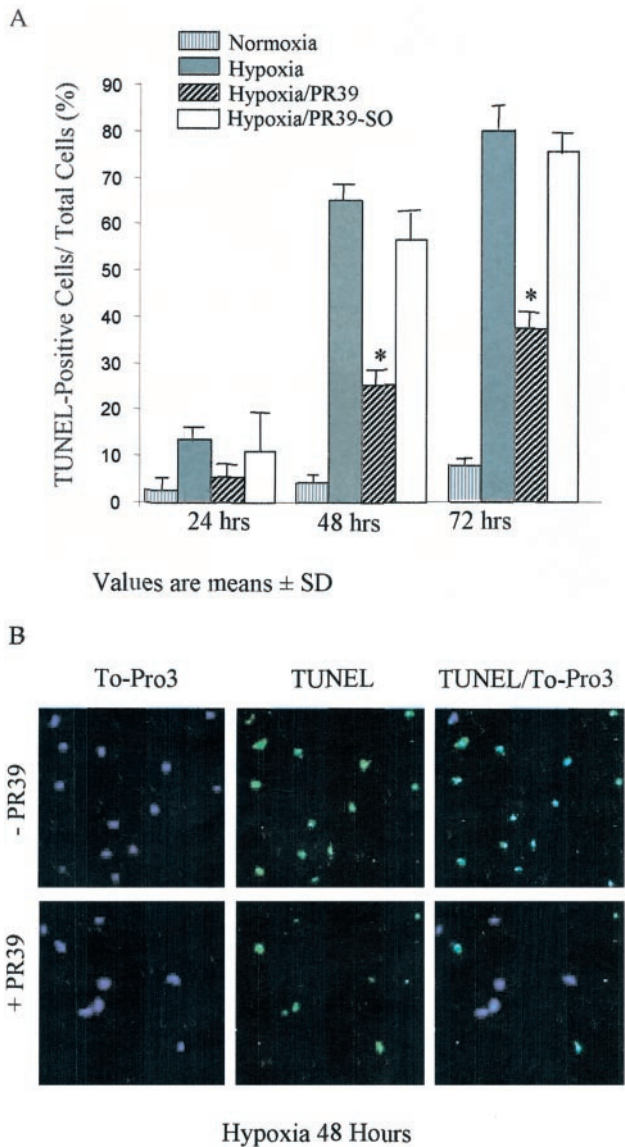 A
Normoxia
Hypoxia
Hypoxia/PR39
Hypoxia/PR39-SO
TUNEL-Positive Cells/ Total Cells (%)
90
80
70
60
50
40
30
20
10
0
*
*
24 hrs 48 hrs 72 hrs
Values are means ± SD
B
To-Pro3 TUNEL TUNEL/To-Pro3
- PR39
+ PR39
Hypoxia 48 Hours